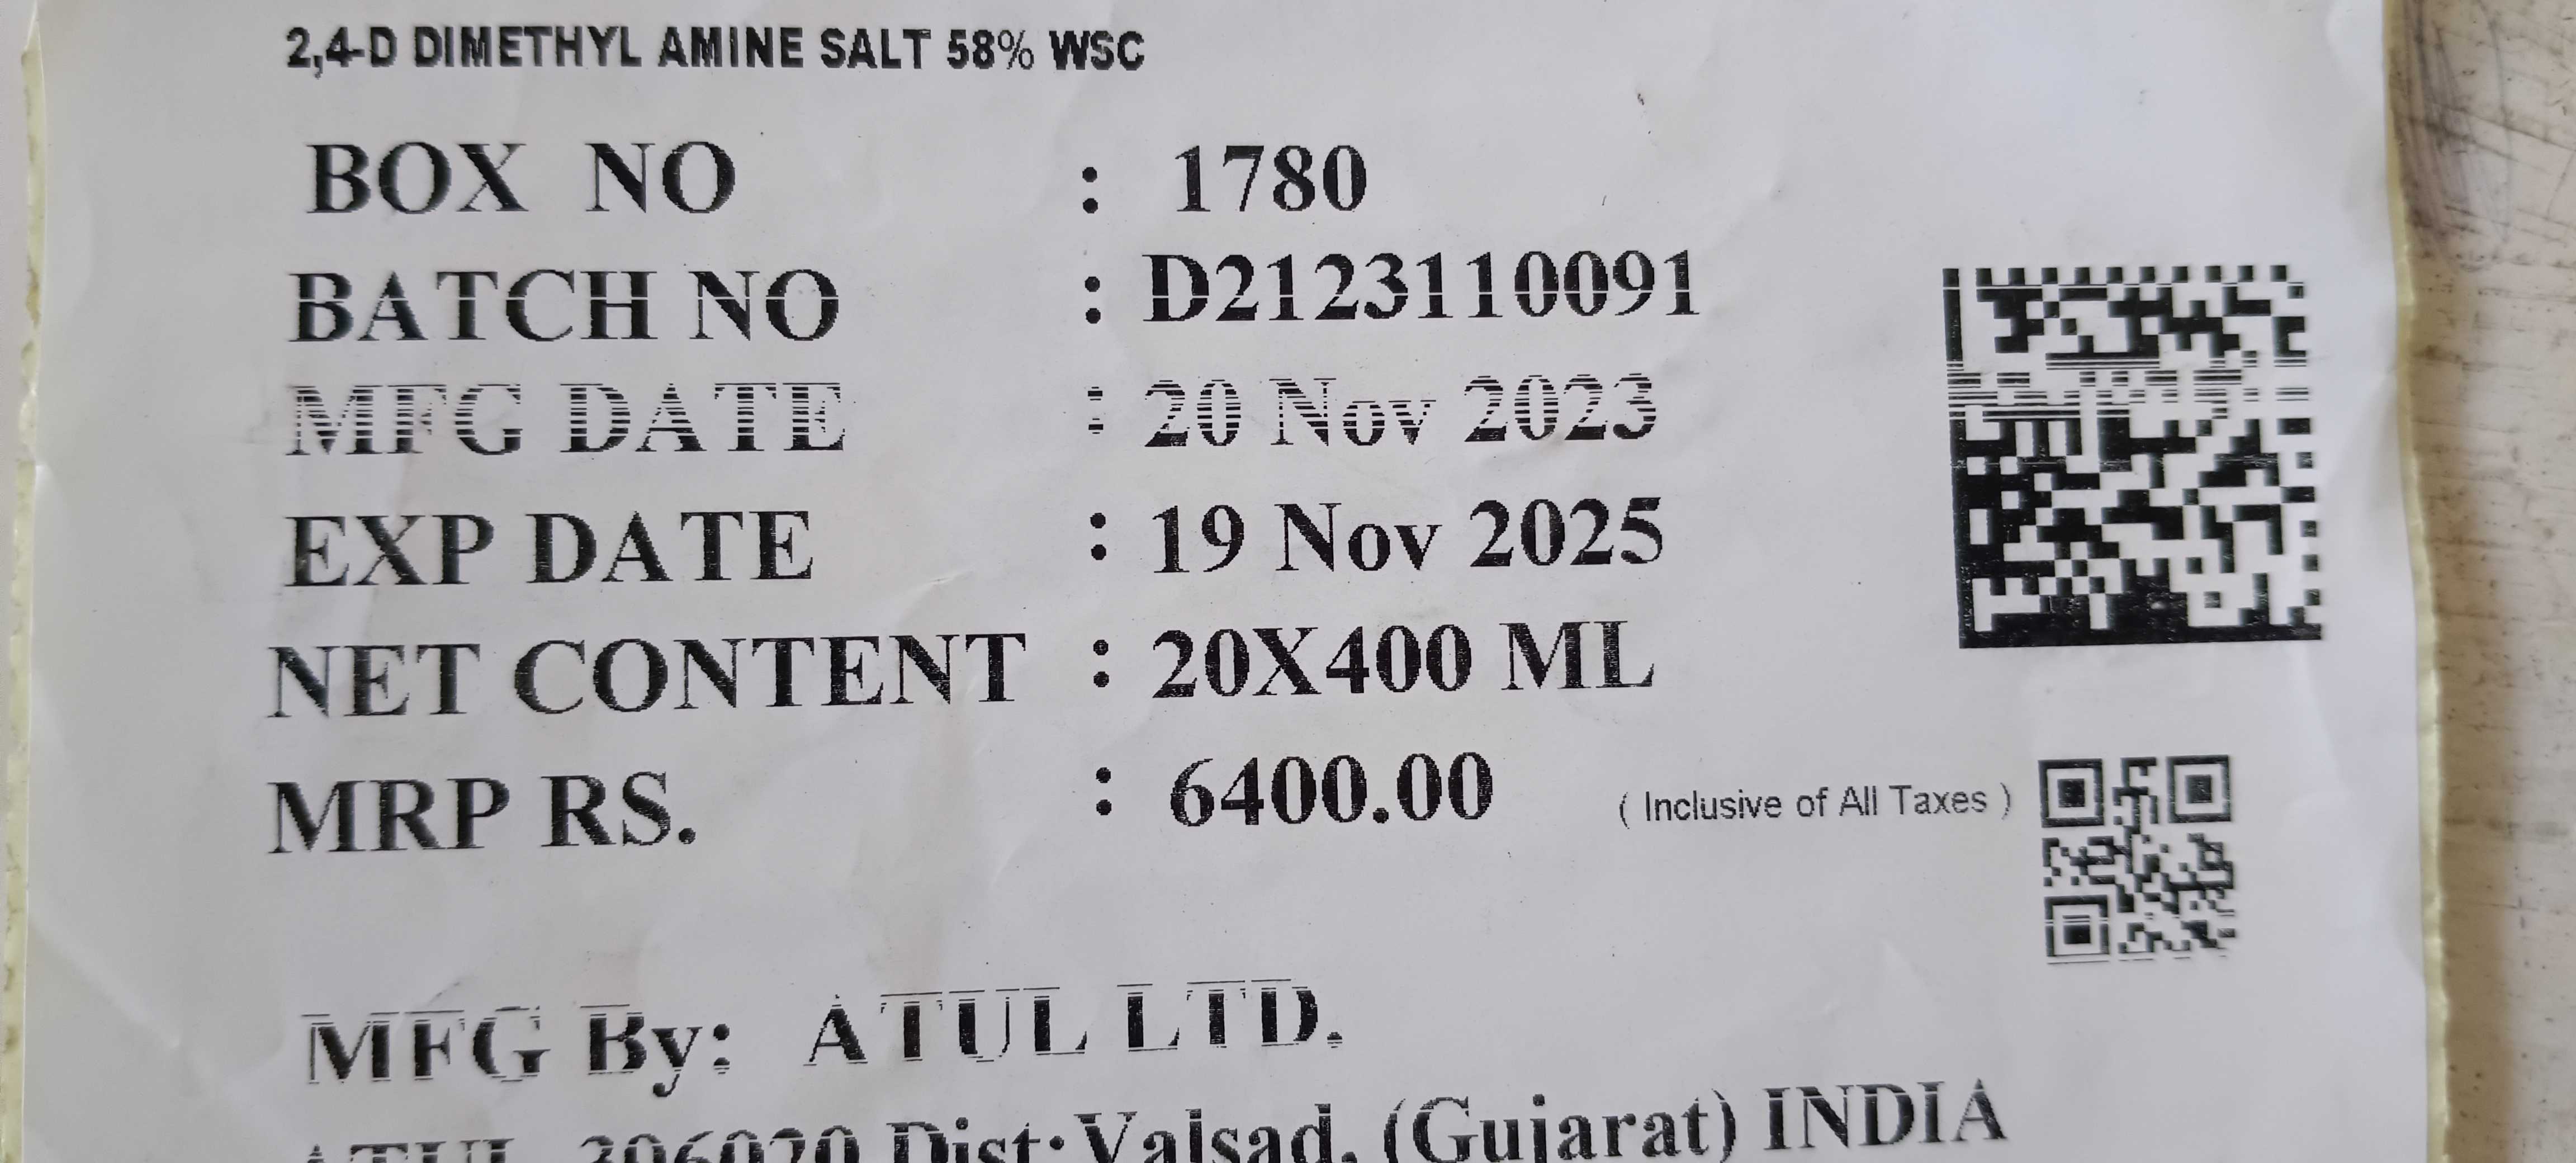 2,4-D DIMETHYL AMINE SALT 58% WSC
BOX NO : 1780
BATCH NO : D2123110091
MFG DATE : 20 Nov 2023
EXP DATE : 19 Nov 2025
NET CONTENT : 20X400 ML
MRP RS. : 6400.00 ( Inclusive of All Taxes )
MFG By: ATUL LTD.
ATUL 396020 Dist:Valsad, (Gujarat) INDIA